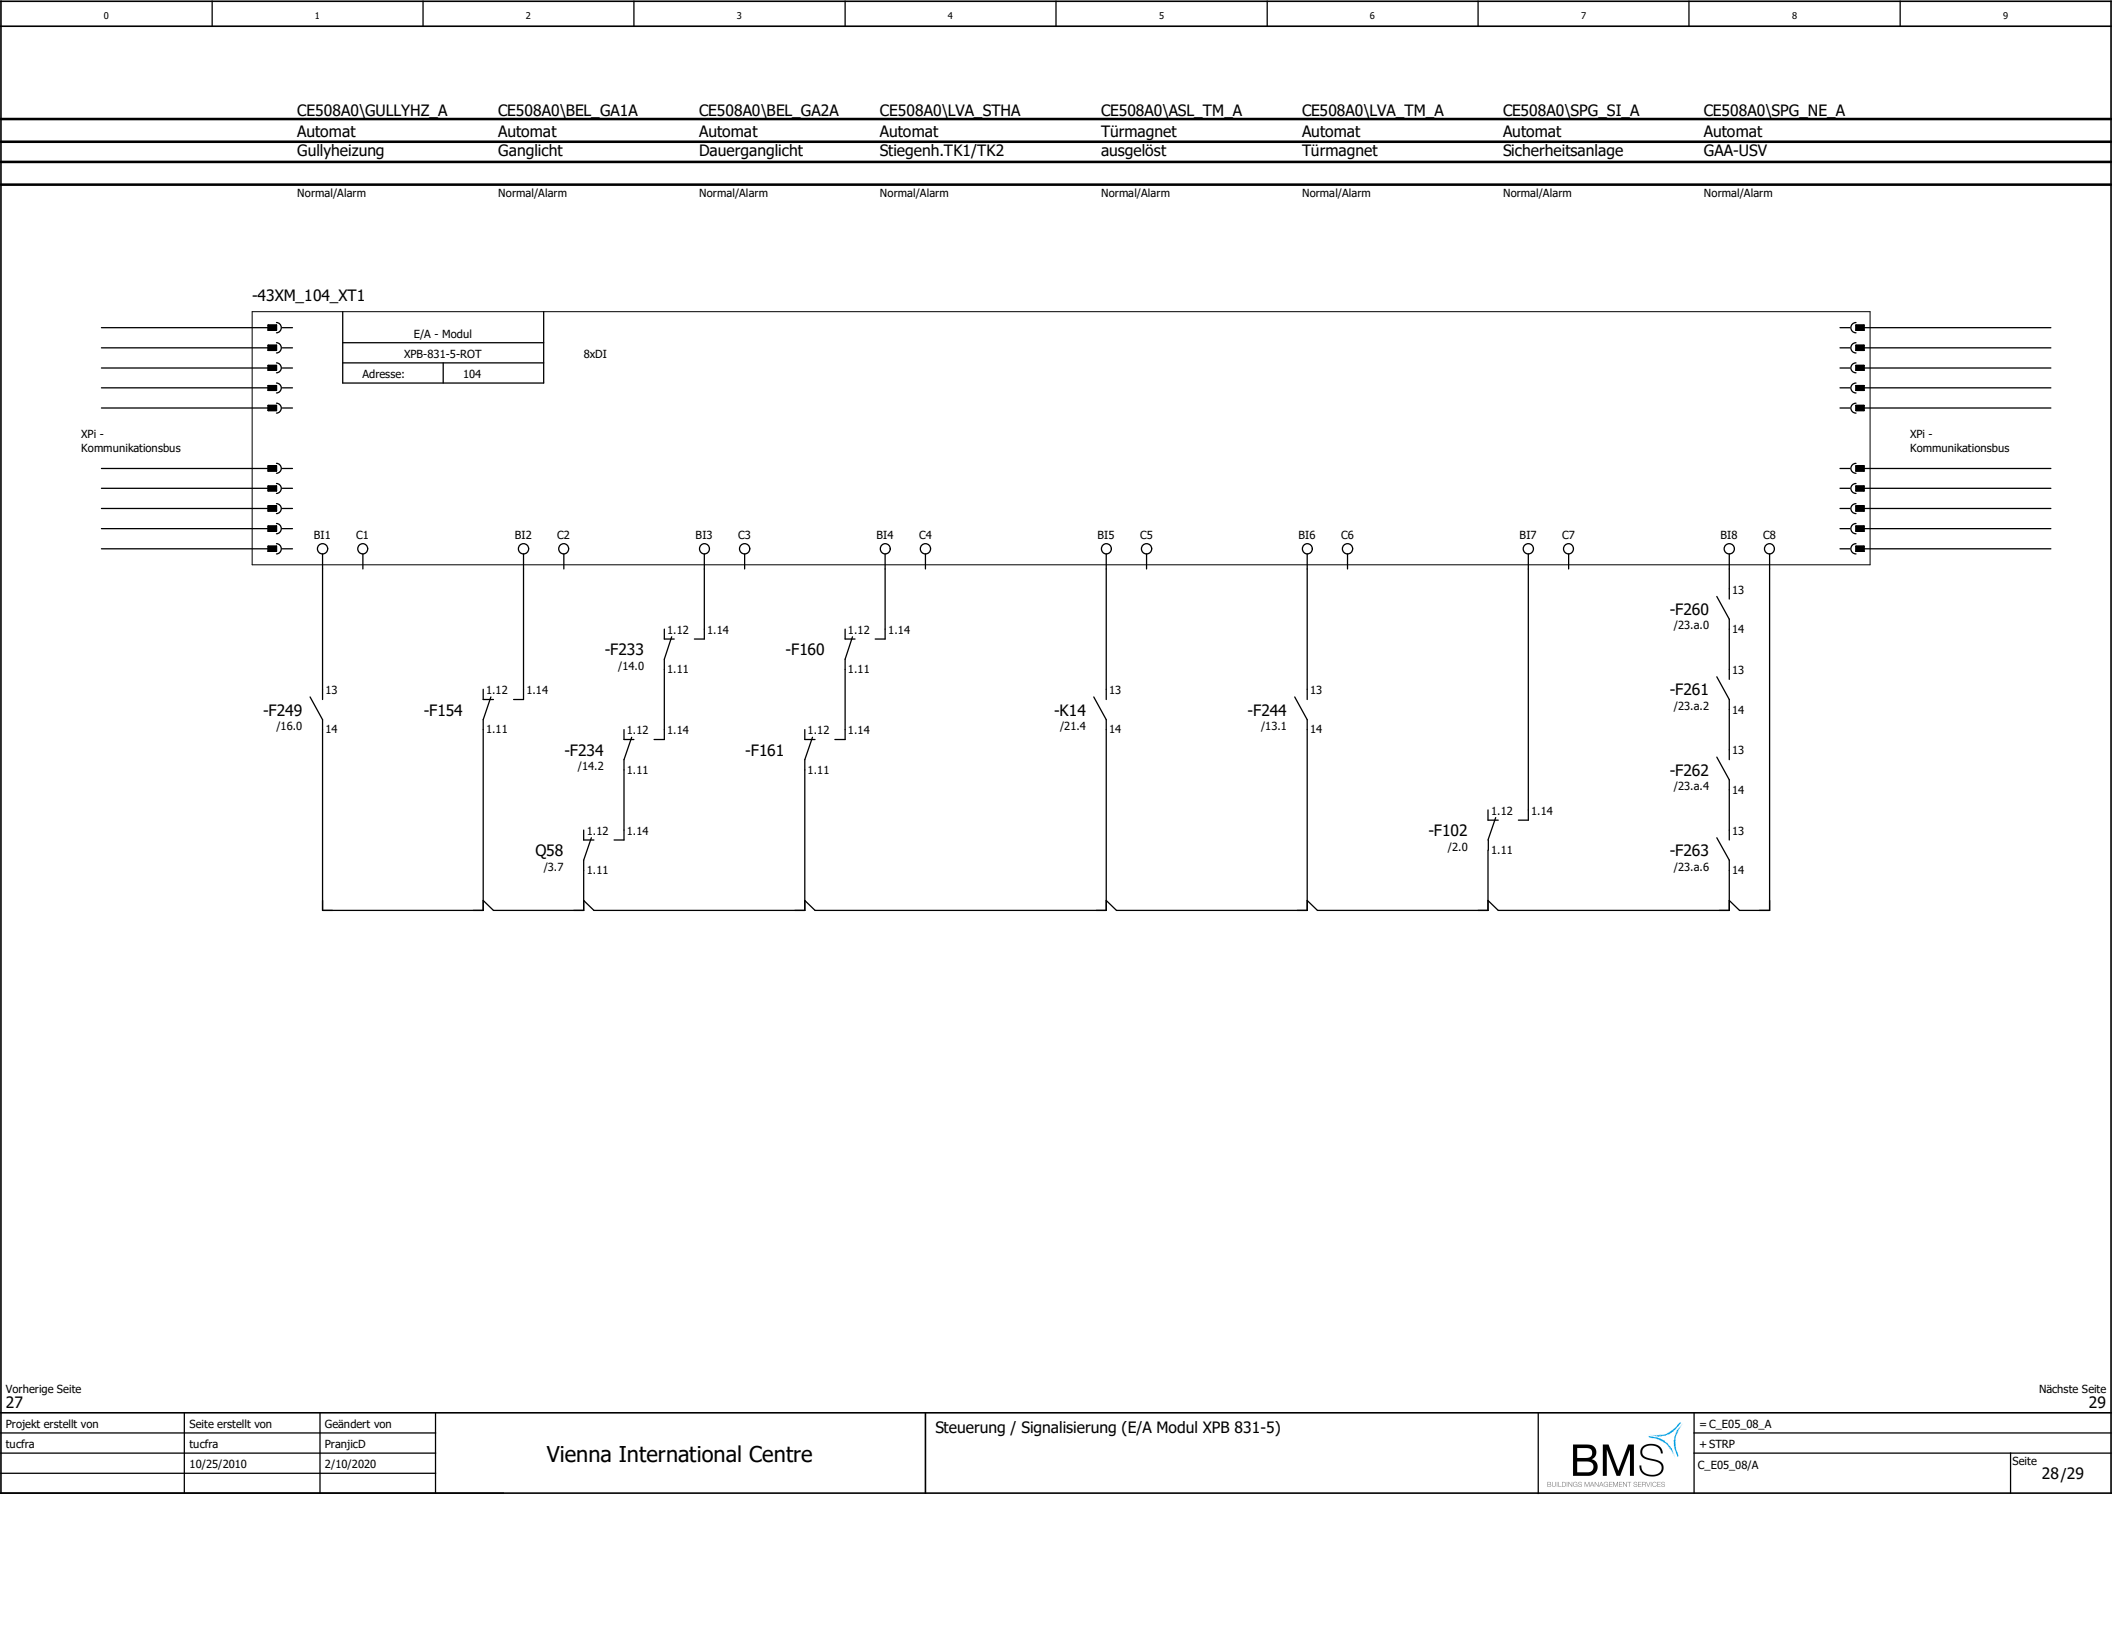 0 1 2 3 4 5 6 7 8 9
CE508A0\GULLYHZ_A CE508A0\BEL_GA1A CE508A0\BEL_GA2A CE508A0\LVA_STHA CE508A0\ASL_TM_A CE508A0\LVA_TM_A CE508A0\SPG_SI_A CE508A0\SPG_NE_A
Automat Automat Automat Automat Türmagnet Automat Automat Automat
Gullyheizung Ganglicht Dauerganglicht Stiegenh.TK1/TK2 ausgelöst Türmagnet Sicherheitsanlage GAA-USV
Normal/Alarm Normal/Alarm Normal/Alarm Normal/Alarm Normal/Alarm Normal/Alarm Normal/Alarm Normal/Alarm
-43XM_104_XT1
E/A - Modul
XPB-831-5-ROT 8xDI
Adresse: 104
XPi - XPi -
Kommunikationsbus Kommunikationsbus
BI1 C1 BI2 C2 BI3 C3 BI4 C4 BI5 C5 BI6 C6 BI7 C7 BI8 C8
13
-F260
/23.a.0 14
1.12 1.14 1.12 1.14
-F233 -F160
/14.0 1.11 1.11 13
13 1.12 1.14 13 13 -F261
-F249 -F154 -K14 -F244 /23.a.2 14
/16.0 14 1.11 1.12 1.14 1.12 1.14 /21.4 14 /13.1 14
-F234 -F161 13
/14.2 1.11 1.11 -F262
/23.a.4 14
1.12 1.14
1.12 1.14 -F102 13
Q58 /2.0 1.11 -F263
/3.7 1.11 /23.a.6 14
Vorherige Seite Nächste Seite
27 29
Projekt erstellt von Seite erstellt von Geändert von
tucfra tucfra PranjicD
10/25/2010 2/10/2020
Vienna International Centre
Steuerung / Signalisierung (E/A Modul XPB 831-5)
BMS
BUILDINGS MANAGEMENT SERVICES
= C_E05_08_A
+ STRP
C_E05_08/A
Seite 28/29